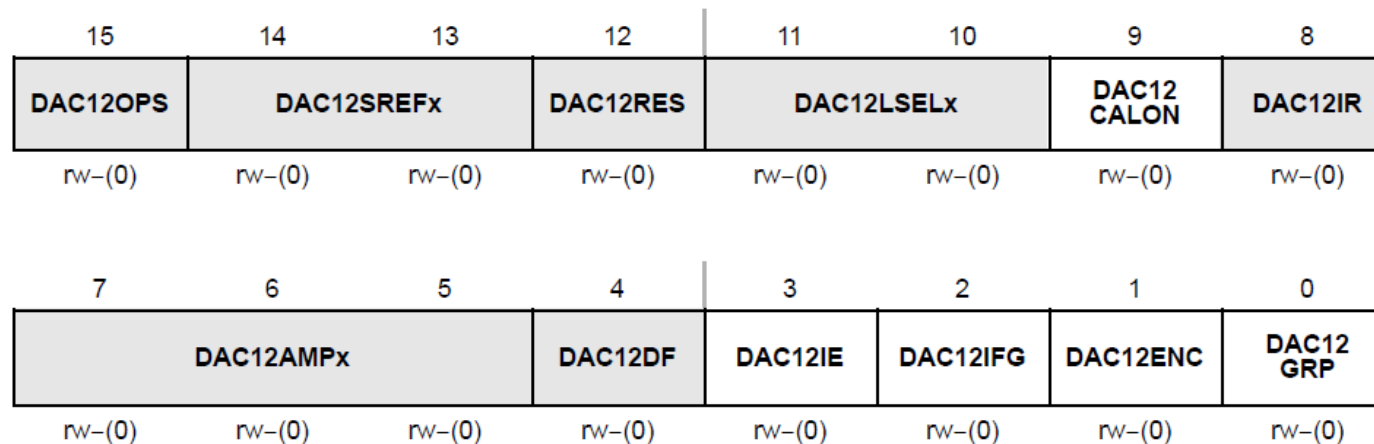 15 14 13 12 11 10 9 8
DAC12OPS DAC12SREFx DAC12RES DAC12LSELx DAC12 CALON DAC12IR
rw−(0) rw−(0) rw−(0) rw−(0) rw−(0) rw−(0) rw−(0) rw−(0)
7 6 5 4 3 2 1 0
DAC12AMPx DAC12DF DAC12IE DAC12IFG DAC12ENC DAC12 GRP
rw−(0) rw−(0) rw−(0) rw−(0) rw−(0) rw−(0) rw−(0) rw−(0)